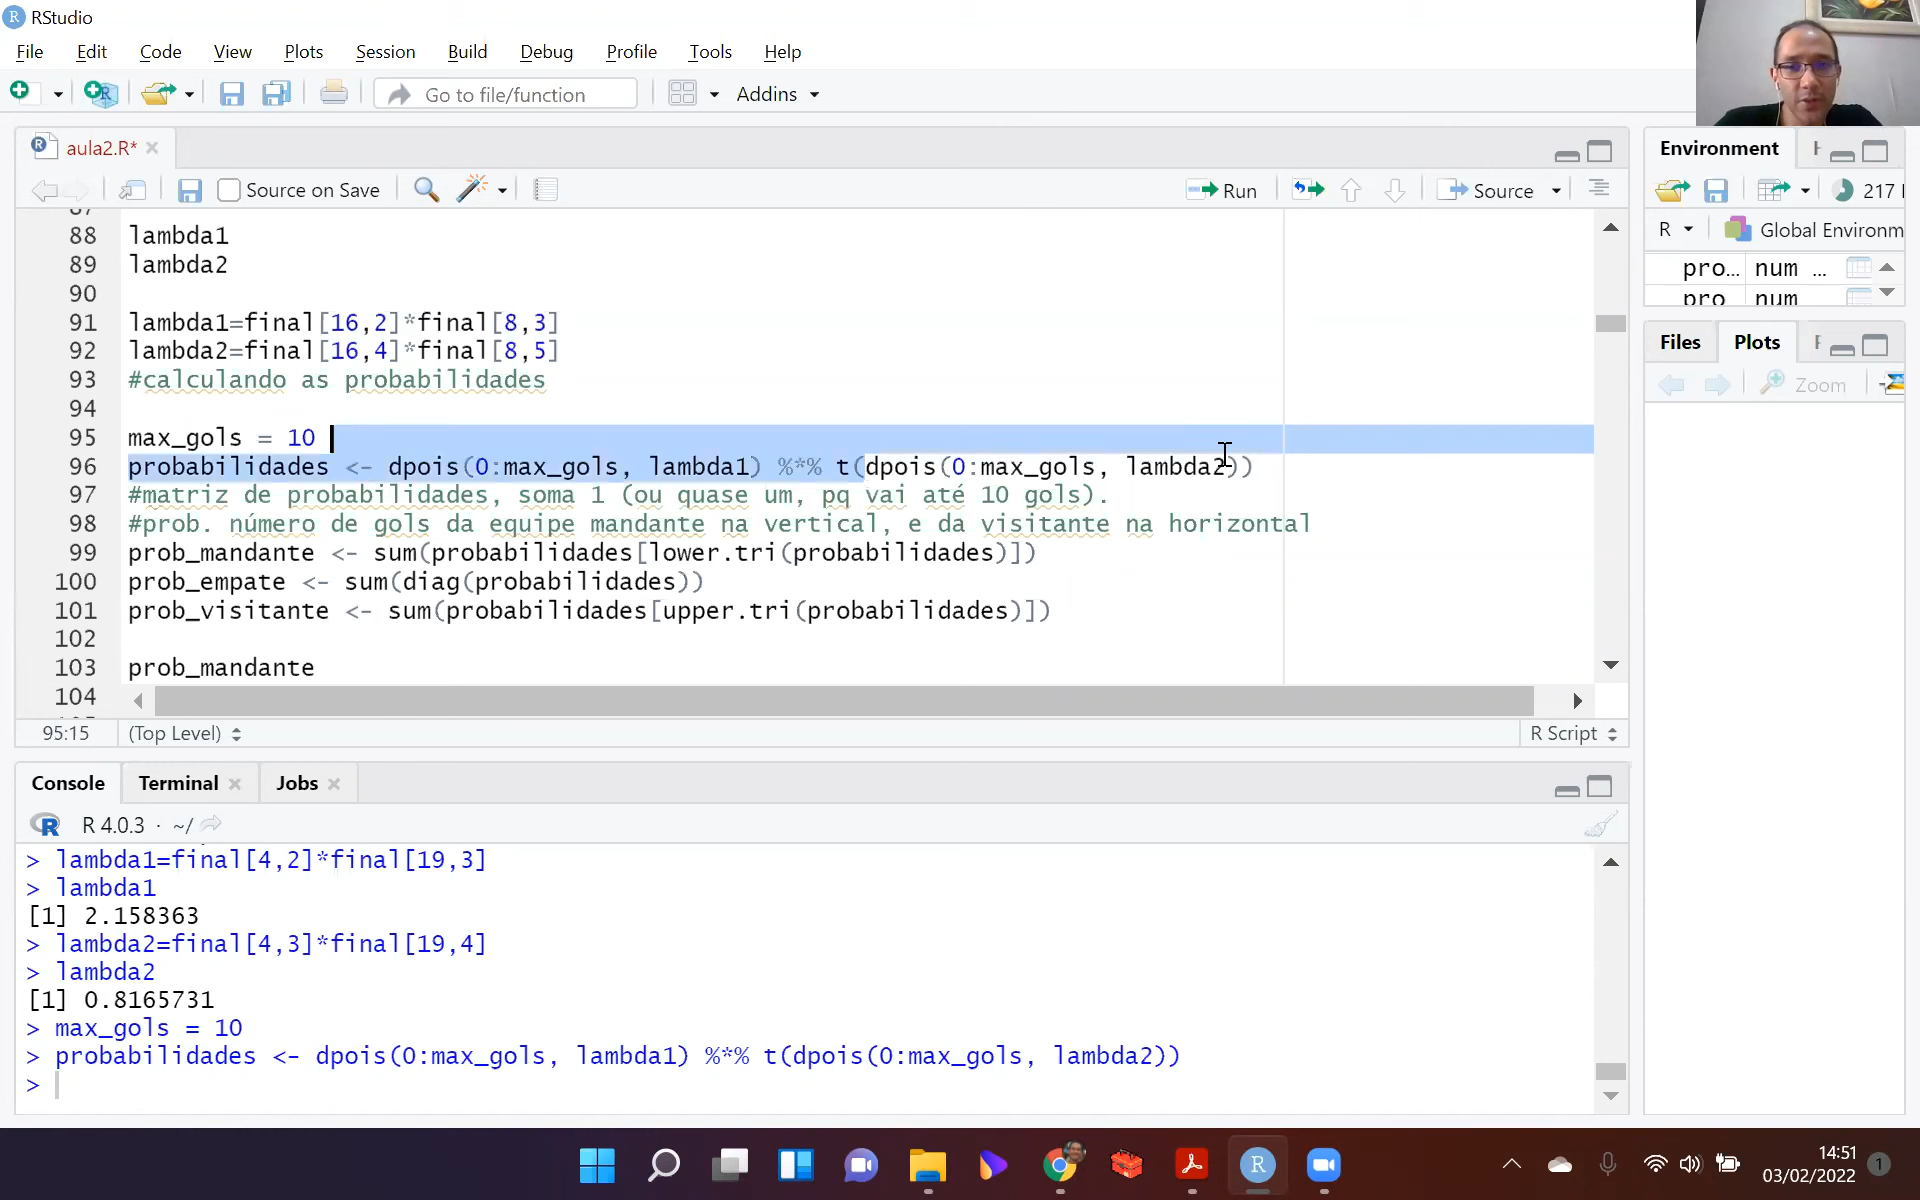 RStudio
File Edit Code View Plots Session Build Debug Profile Tools Help
Go to file/function Addins
aula2.R*
Source on Save Run Source
88 lambda1
89 lambda2
90
91 lambda1=final[16,2]*final[8,3]
92 lambda2=final[16,4]*final[8,5]
93 #calculando as probabilidades
94
95 max_gols = 10
96 probabilidades <- dpois(0:max_gols, lambda1) %*% t(dpois(0:max_gols, lambda2))
97 #matriz de probabilidades, soma 1 (ou quase um, pq vai até 10 gols).
98 #prob. número de gols da equipe mandante na vertical, e da visitante na horizontal
99 prob_mandante <- sum(probabilidades[lower.tri(probabilidades)])
100 prob_empate <- sum(diag(probabilidades))
101 prob_visitante <- sum(probabilidades[upper.tri(probabilidades)])
102
103 prob_mandante
104
95:15 (Top Level) R Script
Console Terminal Jobs
R 4.0.3 · ~/
> lambda1=final[4,2]*final[19,3]
> lambda1
[1] 2.158363
> lambda2=final[4,3]*final[19,4]
> lambda2
[1] 0.8165731
> max_gols = 10
> probabilidades <- dpois(0:max_gols, lambda1) %*% t(dpois(0:max_gols, lambda2))
>
Environment
217
R Global Environm
pro... num ...
pro num
Files Plots
Zoom
14:51
03/02/2022
1